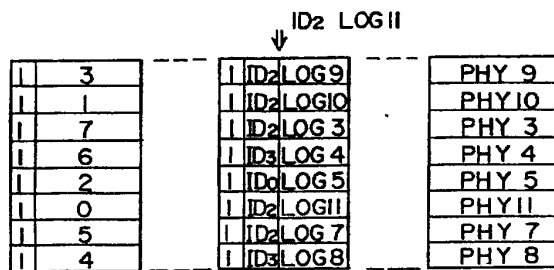 ID2 LOG11
1 3 1 ID2 LOG9 PHY 9
1 1 1 ID2 LOG10 PHY10
1 7 1 ID2 LOG 3 PHY 3
1 6 1 ID3 LOG 4 PHY 4
1 2 1 ID0 LOG 5 PHY 5
1 0 1 ID2 LOG11 PHY11
1 5 1 ID2 LOG 7 PHY 7
1 4 1 ID3 LOG 8 PHY 8